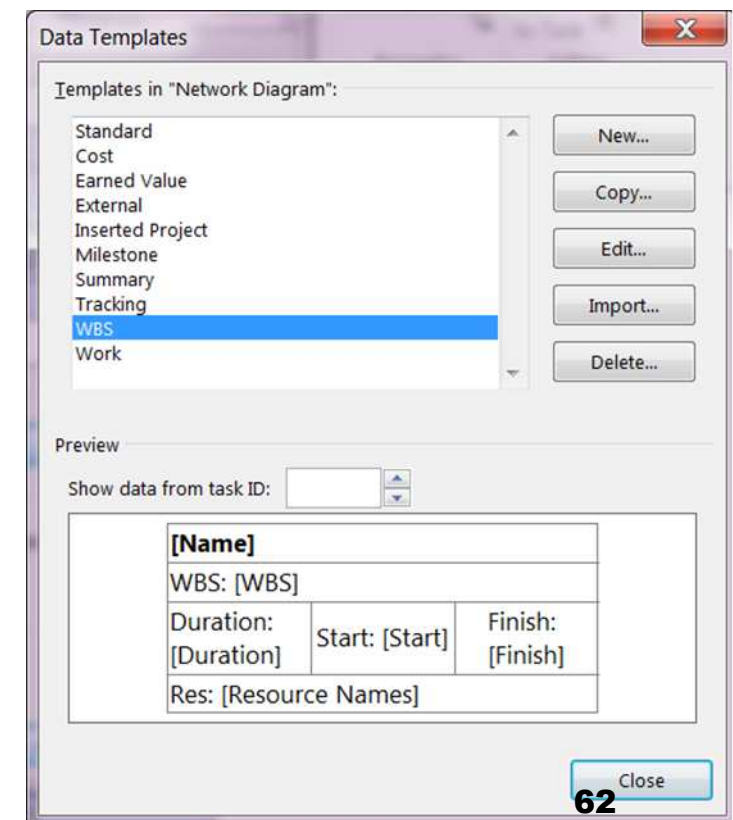 Data Templates
Templates in "Network Diagram":
Standard
Cost
Earned Value
External
Inserted Project
Milestone
Summary
Tracking
WBS
Work
New...
Copy...
Edit...
Import...
Delete...
Preview
Show data from task ID:
[Name]
WBS: [WBS]
Duration: [Duration]
Start: [Start]
Finish: [Finish]
Res: [Resource Names]
Close
62